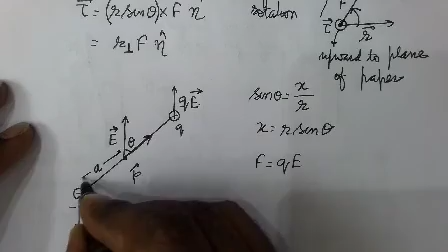 τ⃗ = (r sinθ) × F n̂
= r⊥ F n̂
rotation
F
τ⃗
r⃗
upward to plane
of paper
qE⃗
q
E⃗
θ
a
p⃗
sinθ = x/r
x = r sinθ
F = qE